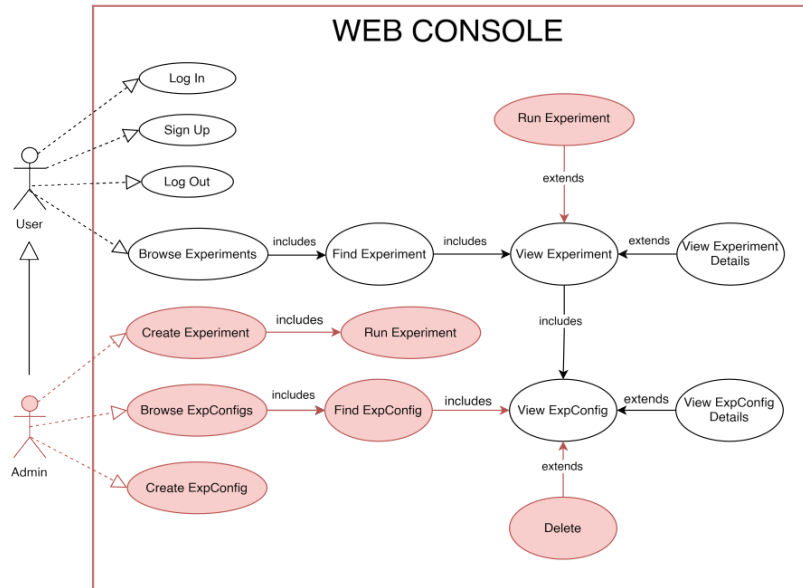 WEB CONSOLE
Log In
Sign Up
Run Experiment
Log Out
extends
User
Browse Experiments
includes
Find Experiment
includes
View Experiment
extends
View Experiment
Details
Create Experiment
includes
Run Experiment
includes
Browse ExpConfigs
includes
Find ExpConfig
includes
View ExpConfig
extends
View ExpConfig
Details
Admin
extends
Create ExpConfig
Delete